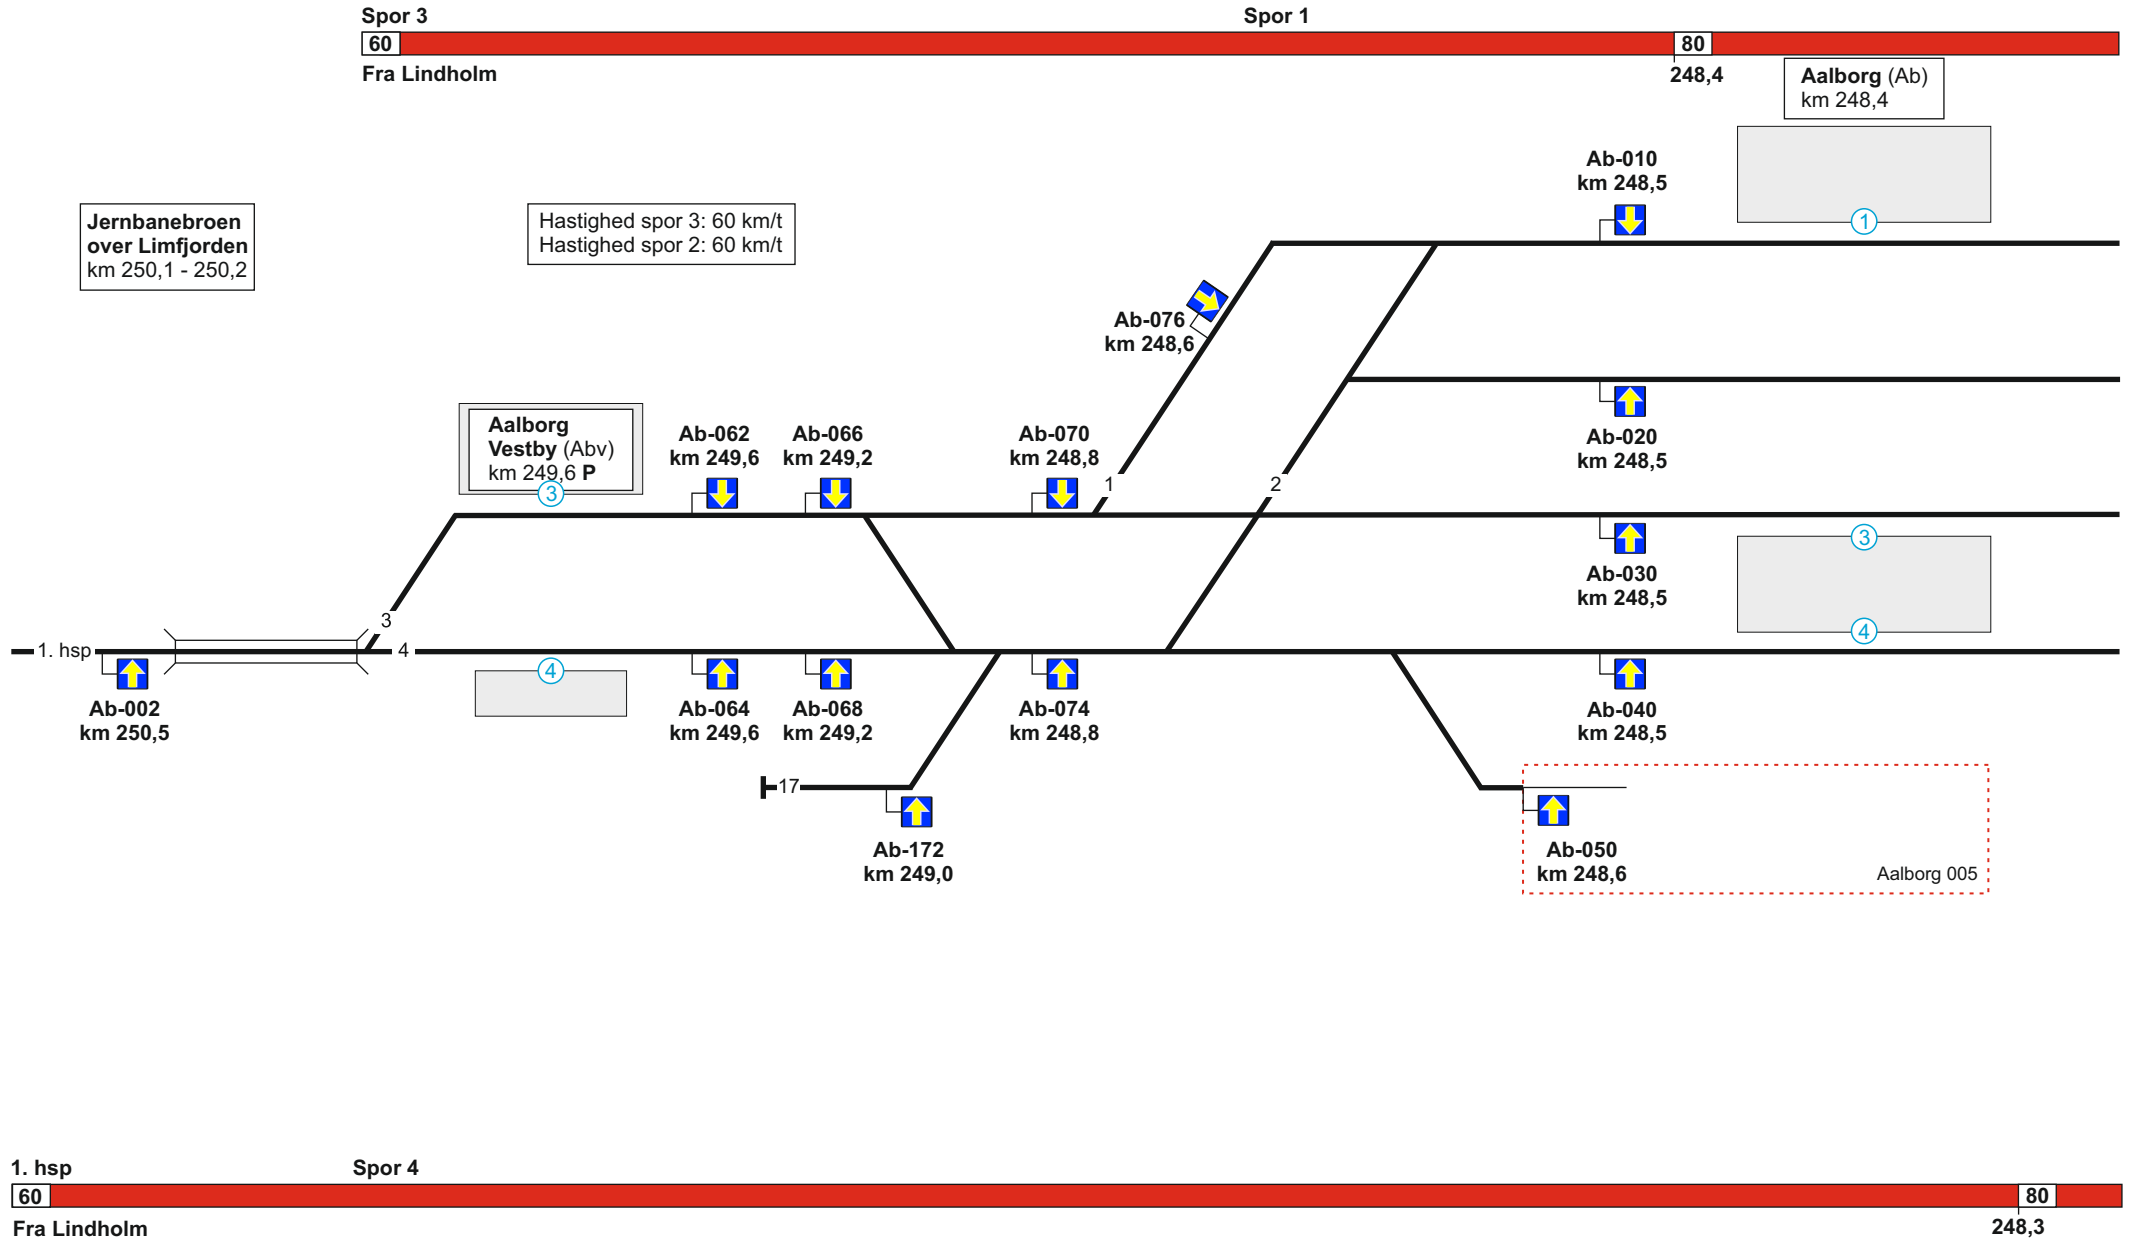 Spor 3
Spor 1
60
80
Fra Lindholm
248,4
Aalborg (Ab)
km 248,4
Ab-010
km 248,5
1
Jernbanebroen
over Limfjorden
km 250,1 - 250,2
Hastighed spor 3: 60 km/t
Hastighed spor 2: 60 km/t
Ab-076
km 248,6
Aalborg
Vestby (Abv)
km 249,6 P
3
Ab-062
km 249,6
Ab-066
km 249,2
Ab-070
km 248,8
1
2
Ab-020
km 248,5
3
Ab-030
km 248,5
4
3
1. hsp
4
4
Ab-002
km 250,5
Ab-064
km 249,6
Ab-068
km 249,2
Ab-074
km 248,8
Ab-040
km 248,5
17
Ab-172
km 249,0
Ab-050
km 248,6
Aalborg 005
1. hsp
Spor 4
60
80
Fra Lindholm
248,3